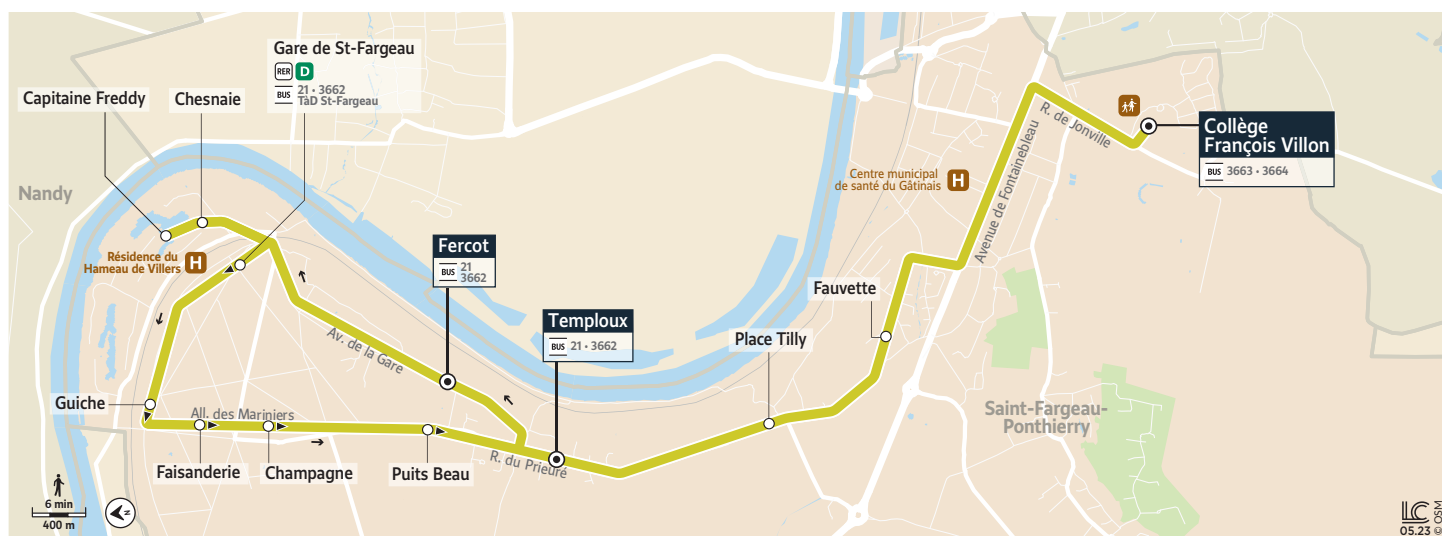 Gare de St-Fargeau
RER D
BUS 21 • 3662
TàD St-Fargeau
Capitaine Freddy
Chesnaie
Nandy
Résidence du
Hameau de Villers
H
Fercot
BUS 21
3662
Temploux
BUS 21 • 3662
Av. de la Gare
Guiche
All. des Mariniers
Faisanderie
Champagne
Puits Beau
R. du Prieuré
Place Tilly
Fauvette
Centre municipal
de santé du Gâtinais
H
Avenue de Fontainebleau
R. de Jonville
Collège
François Villon
BUS 3663 • 3664
Saint-Fargeau-
Ponthierry
6 min
400 m
N
LC
05.23 © OSM